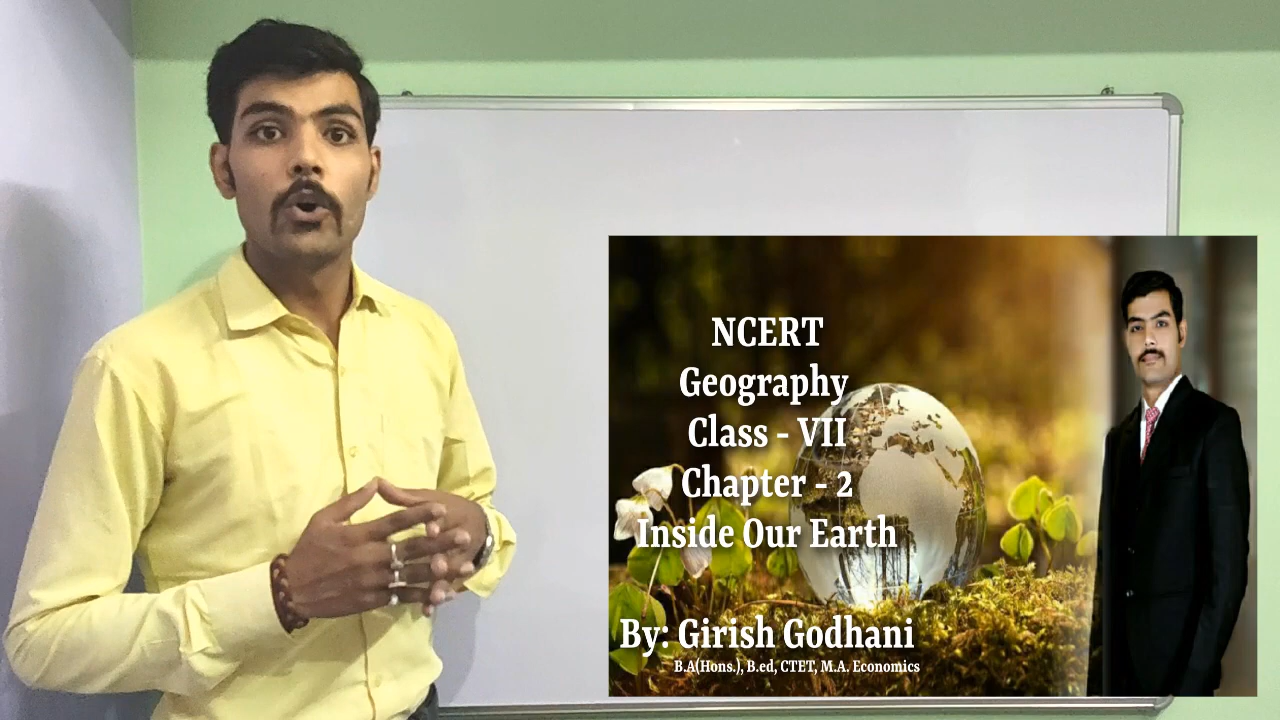 NCERT
Geography
Class - VII
Chapter - 2
Inside Our Earth
By: Girish Godhani
B.A(Hons.), B.ed, CTET, M.A. Economics